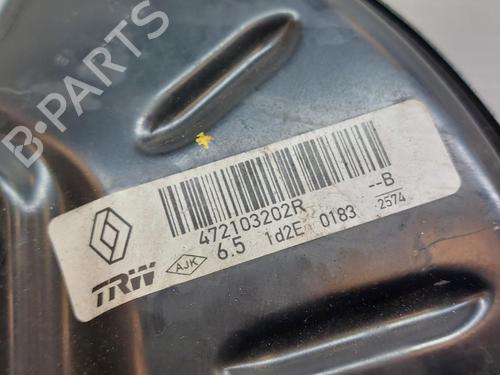 B-PARTS
472103202R
--B
TRW
AJK
6.5 1d2E 0183 2574